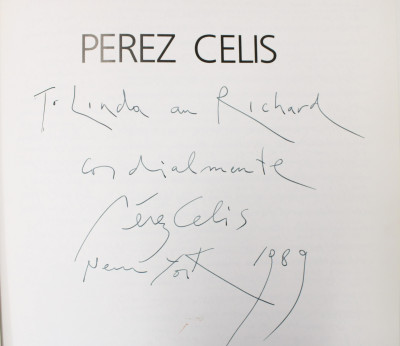 PEREZ CELIS
To Linda an Richard
cordialmente
Pérez Celis
New York 1989